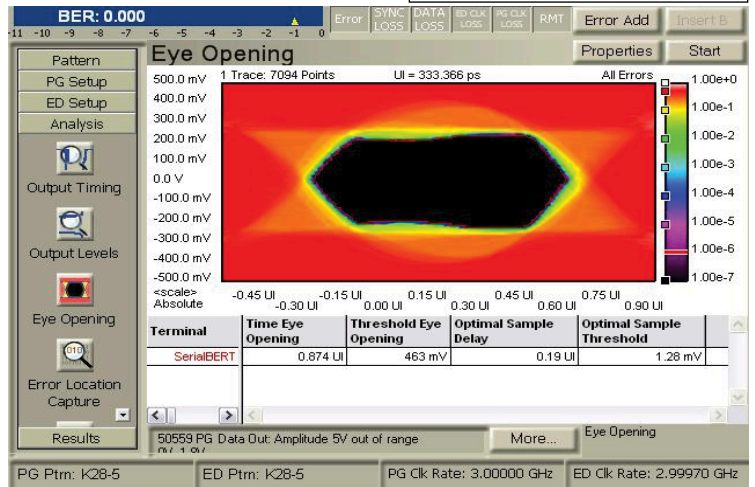 BER: 0.000
-11 -10 -9 -8 -7 -6 -5 -4 -3 -2 -1 0
Error
SYNC LOSS
DATA LOSS
ED CLK LOSS
PG CLK LOSS
RMT
Error Add
Insert B
Pattern
PG Setup
ED Setup
Analysis
Output Timing
Output Levels
Eye Opening
Error Location
Capture
Results
Eye Opening
Properties
Start
1 Trace: 7094 Points
UI = 333.366 ps
All Errors
500.0 mV
400.0 mV
300.0 mV
200.0 mV
100.0 mV
0.0 V
-100.0 mV
-200.0 mV
-300.0 mV
-400.0 mV
-500.0 mV
1.00e+0
1.00e-1
1.00e-2
1.00e-3
1.00e-4
1.00e-5
1.00e-6
1.00e-7
<scale>
Absolute
-0.45 UI -0.15 UI 0.15 UI 0.45 UI 0.75 UI
-0.30 UI 0.00 UI 0.30 UI 0.60 UI 0.90 UI
Terminal
Time Eye Opening
Threshold Eye Opening
Optimal Sample Delay
Optimal Sample Threshold
SerialBERT 0.874 UI 463 mV 0.19 UI 1.28 mV
50559 PG Data Out: Amplitude 5V out of range
More...
Eye Opening
PG Ptrn: K28-5
ED Ptrn: K28-5
PG Clk Rate: 3.00000 GHz
ED Clk Rate: 2.99970 GHz